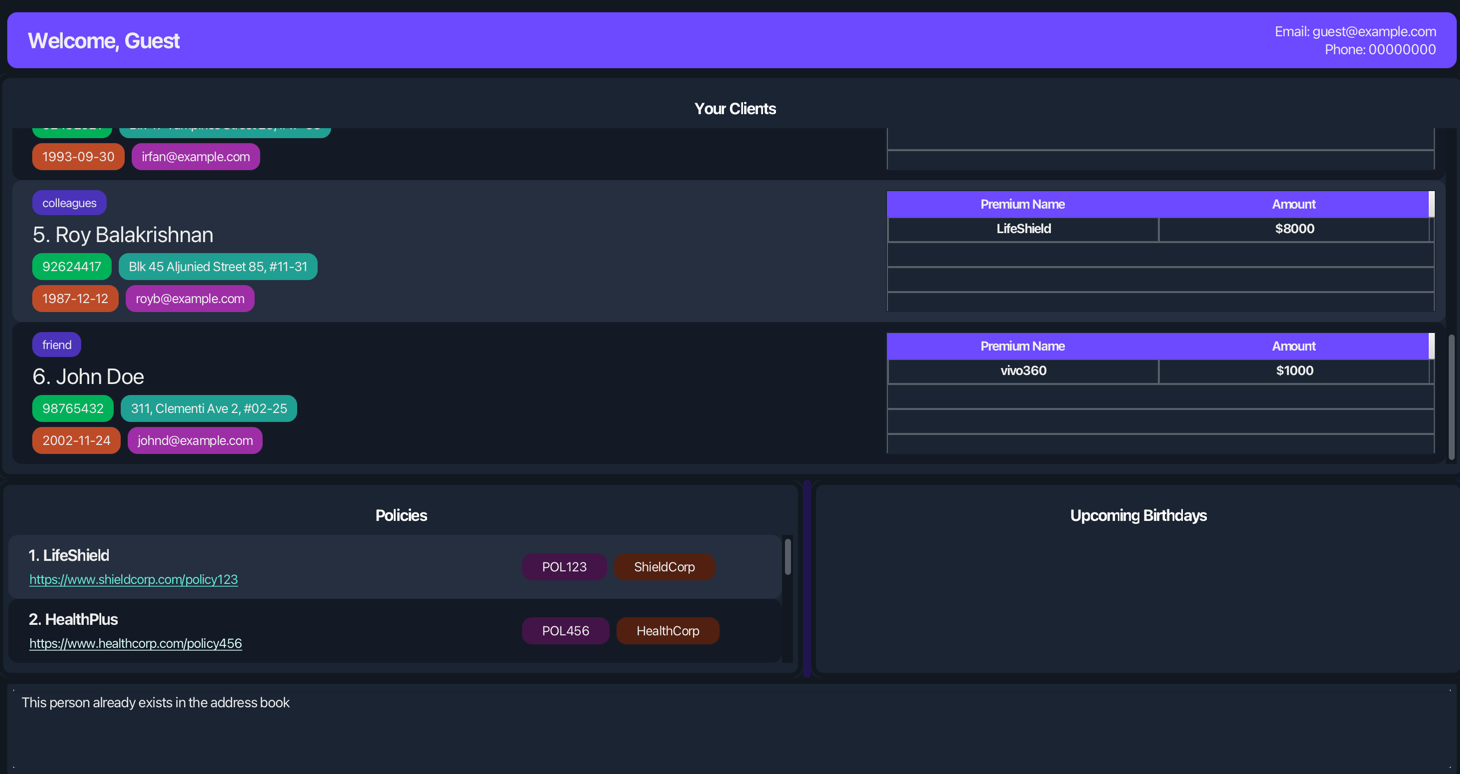 Welcome, Guest
Email: guest@example.com
Phone: 00000000
Your Clients
1993-09-30 irfan@example.com
colleagues
5. Roy Balakrishnan
92624417 Blk 45 Aljunied Street 85, #11-31
1987-12-12 royb@example.com
Premium Name Amount
LifeShield $8000
friend
6. John Doe
98765432 311, Clementi Ave 2, #02-25
2002-11-24 johnd@example.com
Premium Name Amount
vivo360 $1000
Policies
1. LifeShield
https://www.shieldcorp.com/policy123
POL123 ShieldCorp
2. HealthPlus
https://www.healthcorp.com/policy456
POL456 HealthCorp
Upcoming Birthdays
This person already exists in the address book